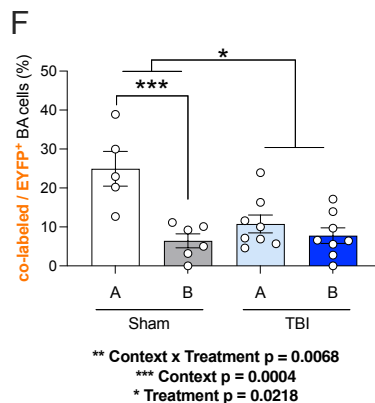 F
*
***
co-labeled / EYFP⁺ BA cells (%)
50
40
30
20
10
0
A B A B
Sham TBI
** Context x Treatment p = 0.0068
*** Context p = 0.0004
* Treatment p = 0.0218